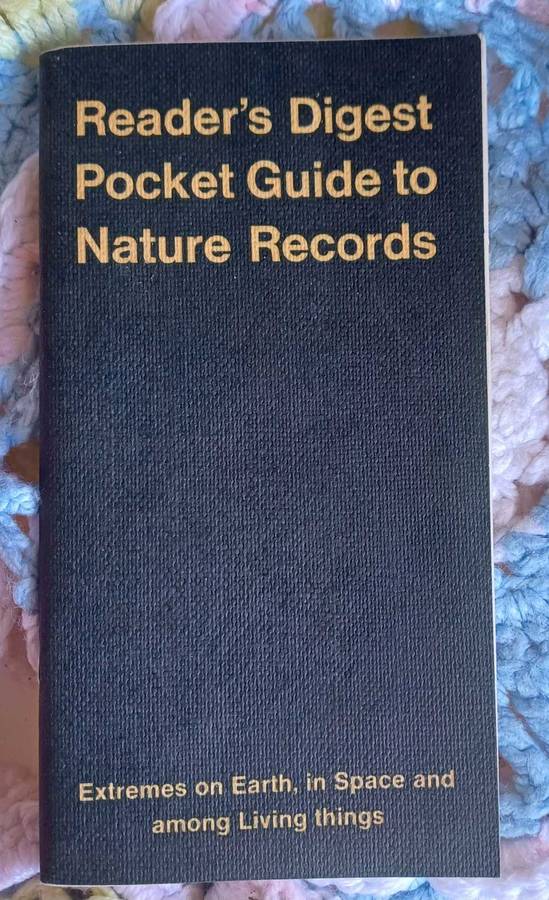 Reader's Digest
Pocket Guide to
Nature Records
Extremes on Earth, in Space and
among Living things